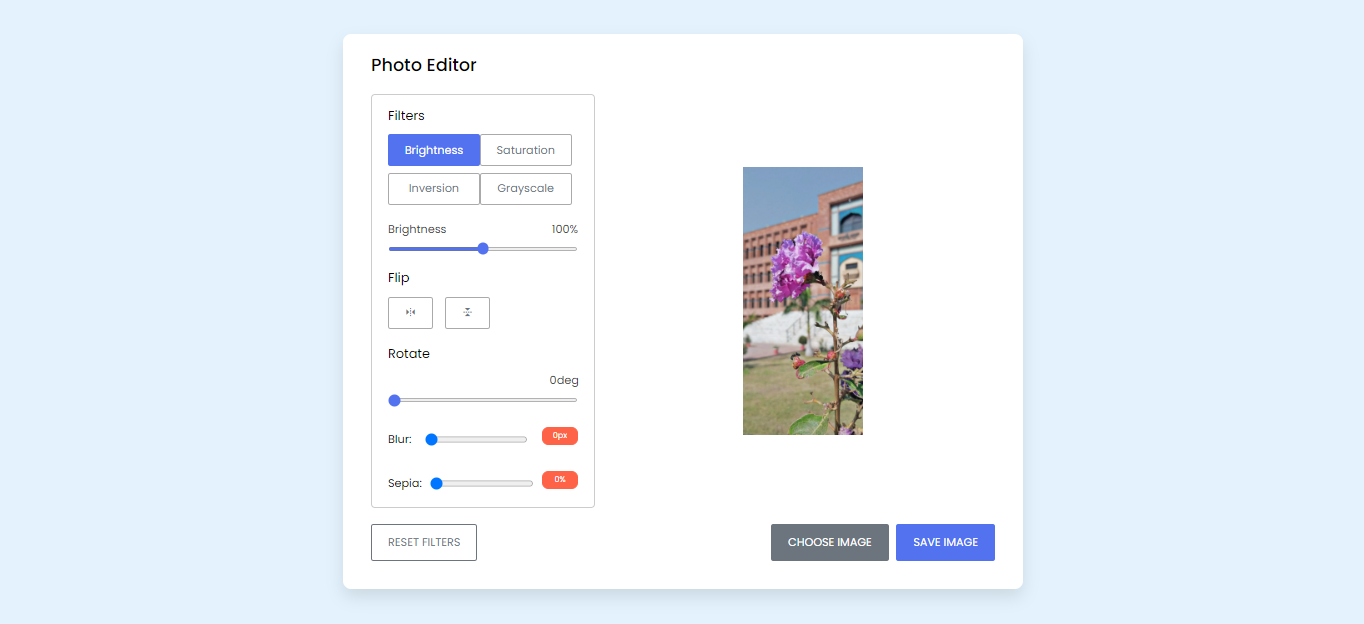 Photo Editor
Filters
Brightness Saturation
Inversion Grayscale
Brightness 100%
Flip
Rotate
0deg
Blur: 0px
Sepia: 0%
RESET FILTERS CHOOSE IMAGE SAVE IMAGE